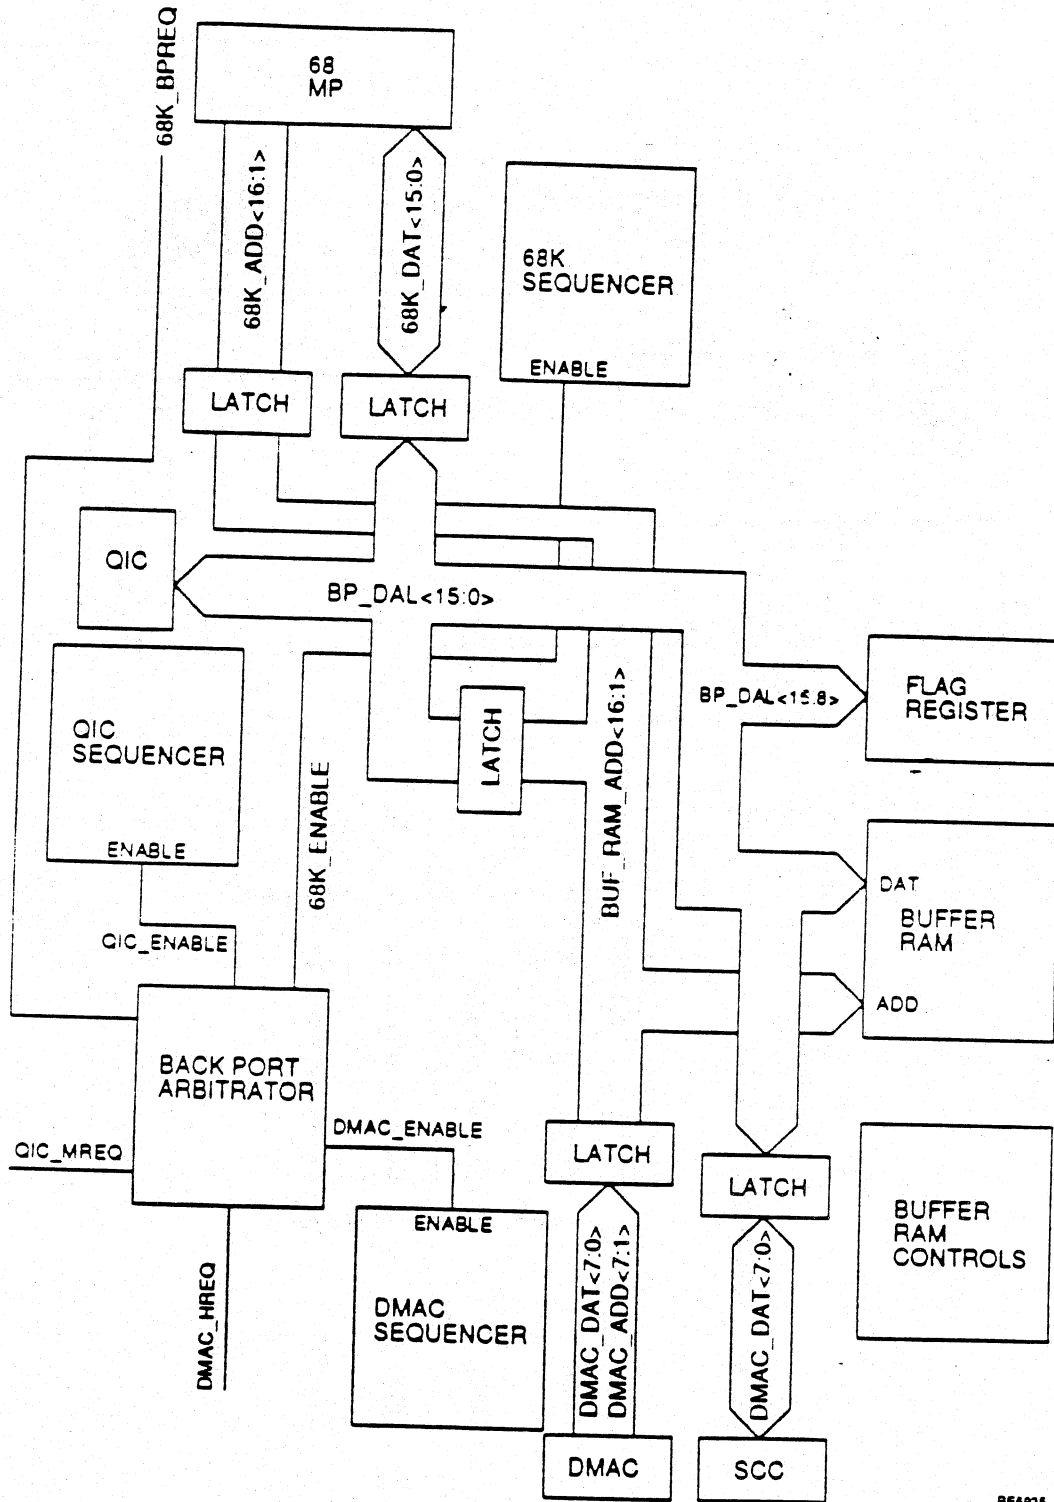 68K_BPREQ
68
MP
68K_ADD<16:1>
68K_DAT<15:0>
68K
SEQUENCER
ENABLE
LATCH
LATCH
QIC
BP_DAL<15:0>
QIC
SEQUENCER
ENABLE
68K_ENABLE
LATCH
BUF_RAM_ADD<16:1>
BP_DAL<15:8>
FLAG
REGISTER
QIC_ENABLE
DAT
BUFFER
RAM
ADD
BACK PORT
ARBITRATOR
QIC_MREQ
DMAC_ENABLE
DMAC_HREQ
ENABLE
DMAC
SEQUENCER
LATCH
LATCH
DMAC_DAT<7:0>
DMAC_ADD<7:1>
DMAC_DAT<7:0>
BUFFER
RAM
CONTROLS
DMAC
SCC